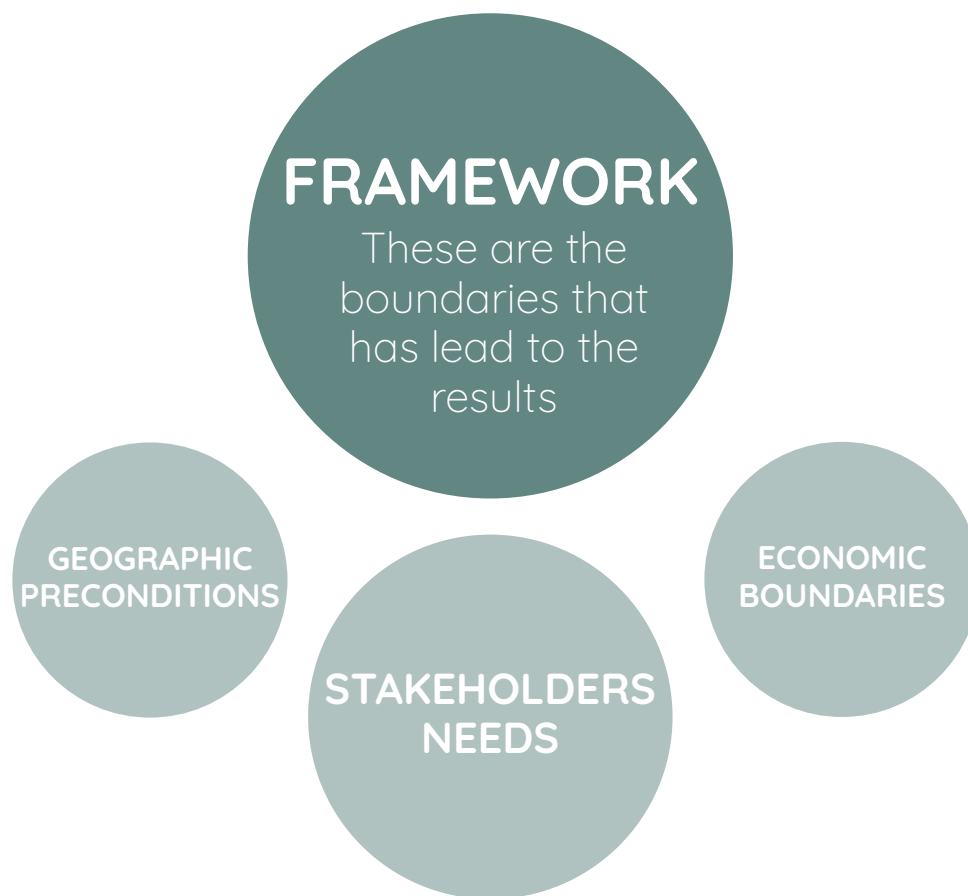 FRAMEWORK
These are the
boundaries that
has lead to the
results
GEOGRAPHIC
PRECONDITIONS
STAKEHOLDERS
NEEDS
ECONOMIC
BOUNDARIES